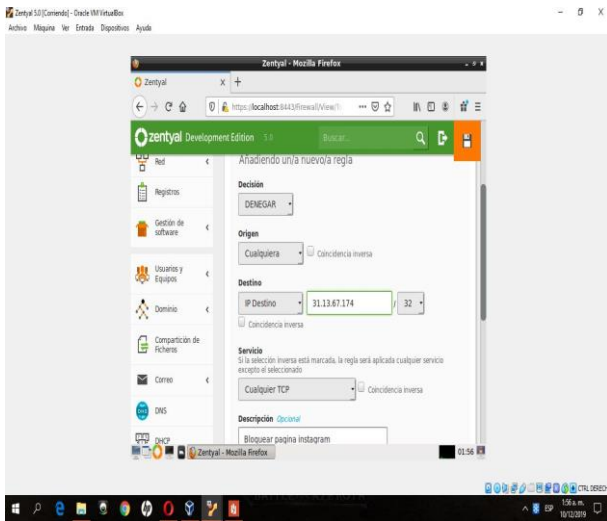 Zentyal 5.0 [Corriendo] - Oracle VM VirtualBox
Archivo Máquina Ver Entrada Dispositivos Ayuda
Zentyal - Mozilla Firefox
Zentyal
https://localhost:8443/Firewall/View/
zentyal Development Edition 5.0
Buscar...
Añadiendo un/a nuevo/a regla
Red
Registros
Gestión de software
Usuarios y Equipos
Dominio
Compartición de Ficheros
Correo
DNS
DHCP
Decisión
DENEGAR
Origen
Cualquiera
Coincidencia inversa
Destino
IP Destino
31.13.67.174
/ 32
Coincidencia inversa
Servicio
Si la selección inversa está marcada, la regla será aplicada cualquier servicio
excepto el seleccionado
Cualquier TCP
Coincidencia inversa
Descripción Opcional
Bloquear pagina instagram
Zentyal - Mozilla Firefox
01:56
CTRL DERECH
ESP
1:56 a. m.
10/12/2019